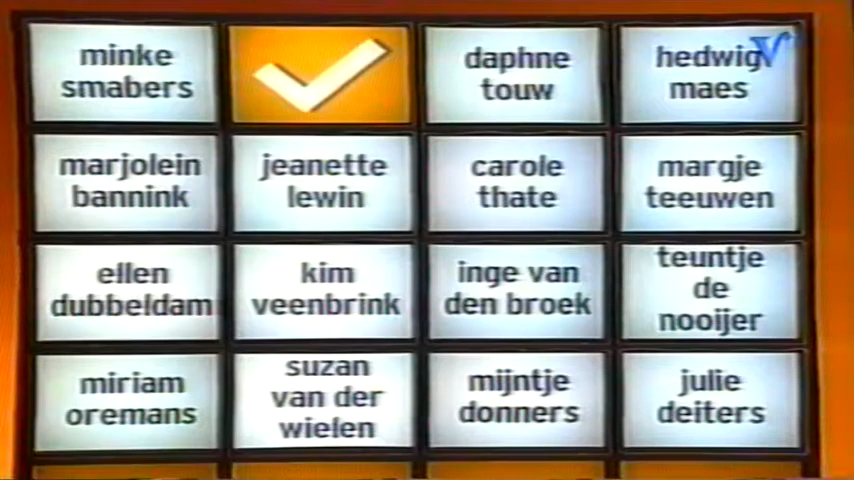 minke
smabers
daphne
touw
hedwig
maes
V
marjolein
bannink
jeanette
lewin
carole
thate
margje
teeuwen
ellen
dubbeldam
kim
veenbrink
inge van
den broek
teuntje
de
nooijer
miriam
oremans
suzan
van der
wielen
mijntje
donners
julie
deiters